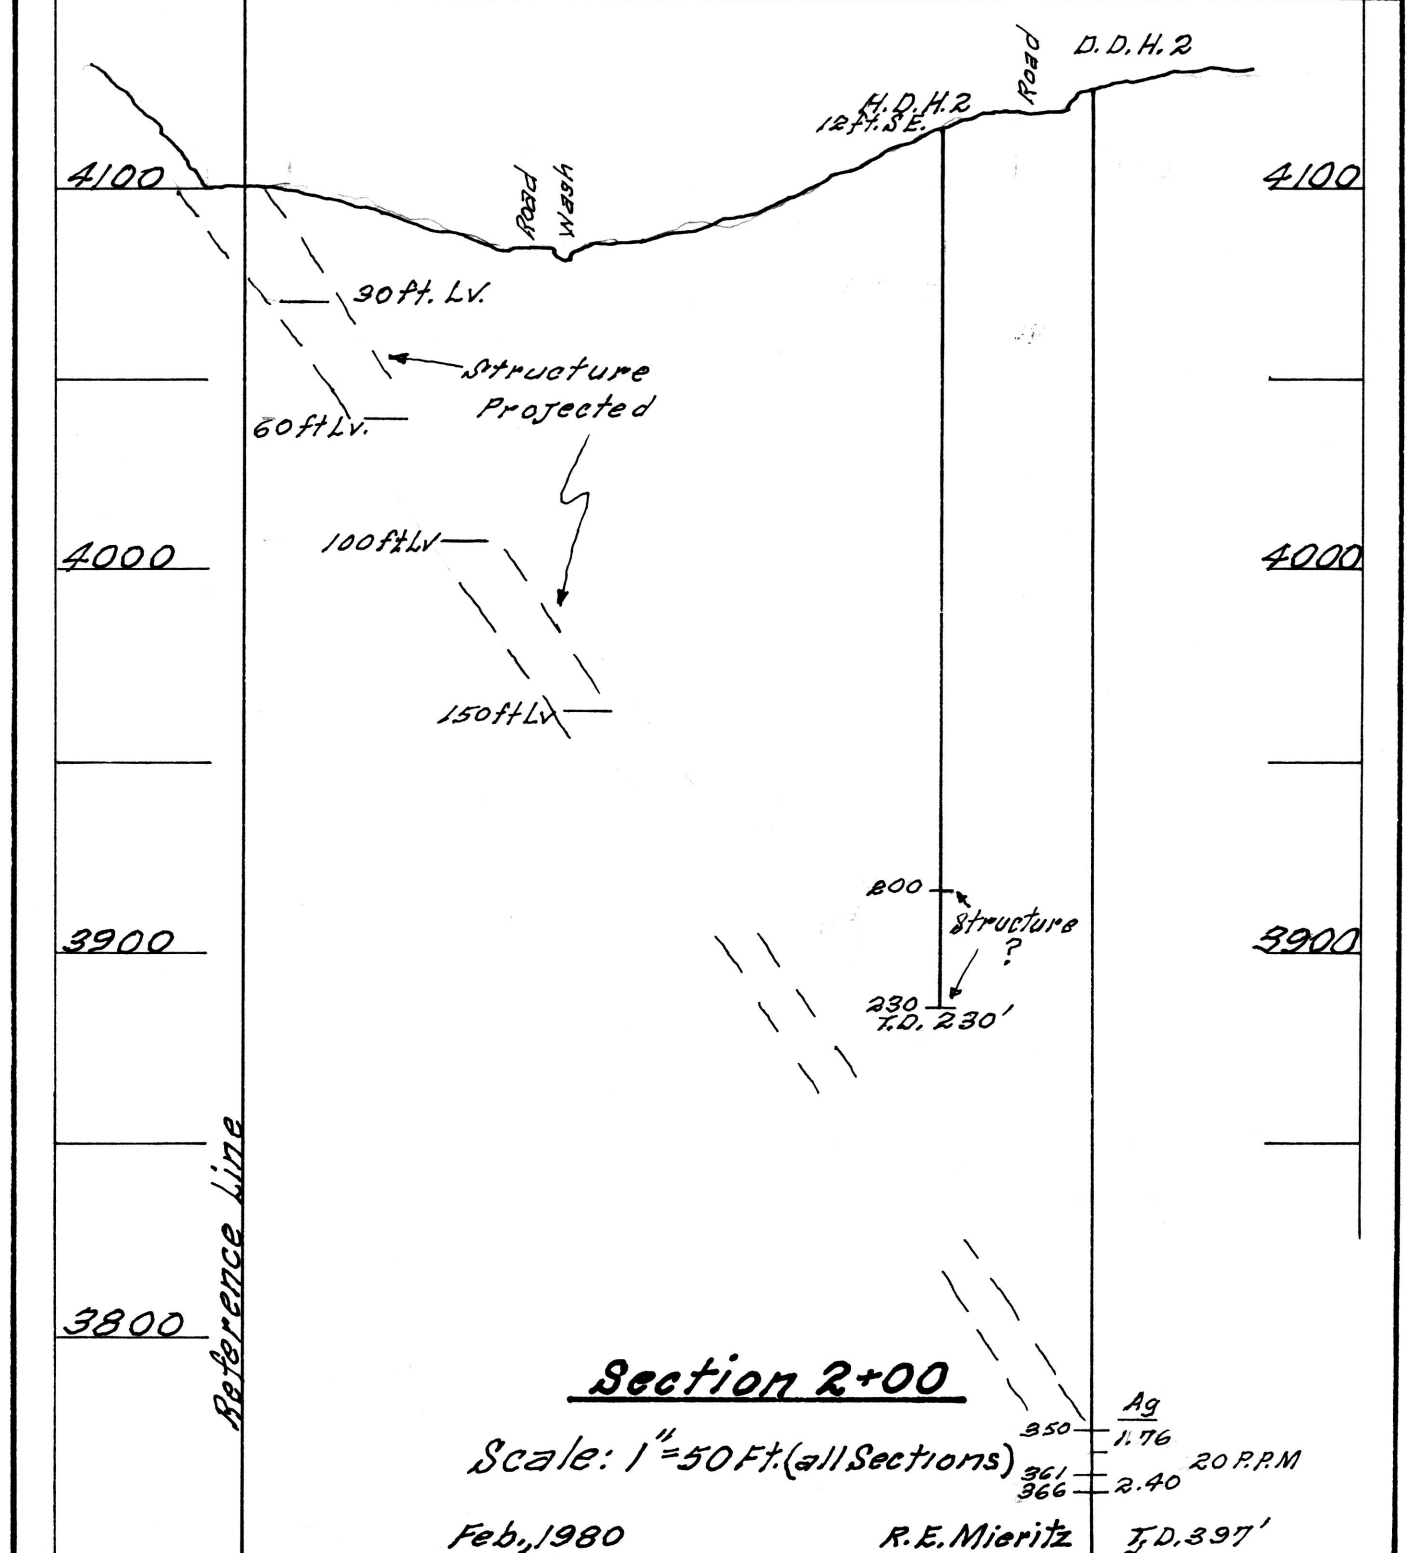 Road
D.D.H.2
H.D.H.2
12ft.SE.
4100
Road
Wash
4100
30ft. Lv.
Structure
Projected
60ftLv.
100ftLv
4000
4000
150ftLv
200
Structure
?
3900
3900
230
T.D. 230'
Reference Line
3800
Section 2+00
Ag
350
1.76
Scale: 1"=50Ft.(all Sections)
20 P.P.M
361
366
2.40
Feb.,1980
R.E.Mieritz
T.D.397'